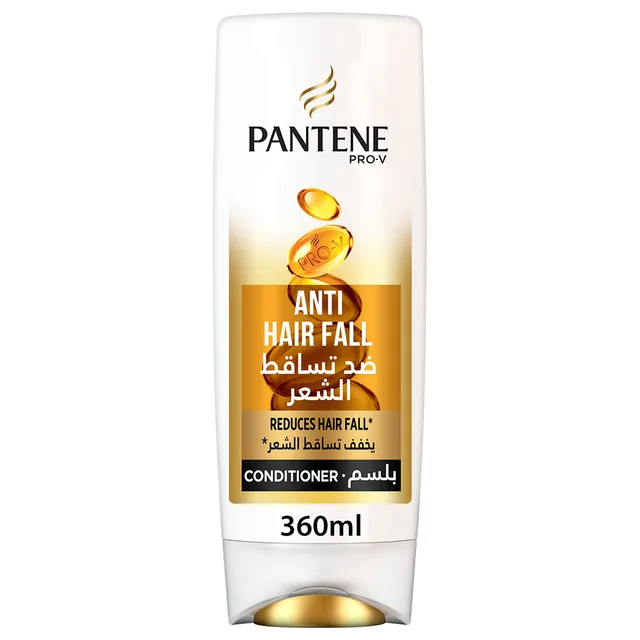 PANTENE
PRO-V
PRO-V
ANTI
HAIR FALL
ضد تساقط
الشعر
REDUCES HAIR FALL*
يخفف تساقط الشعر*
CONDITIONER · بلسم
360ml